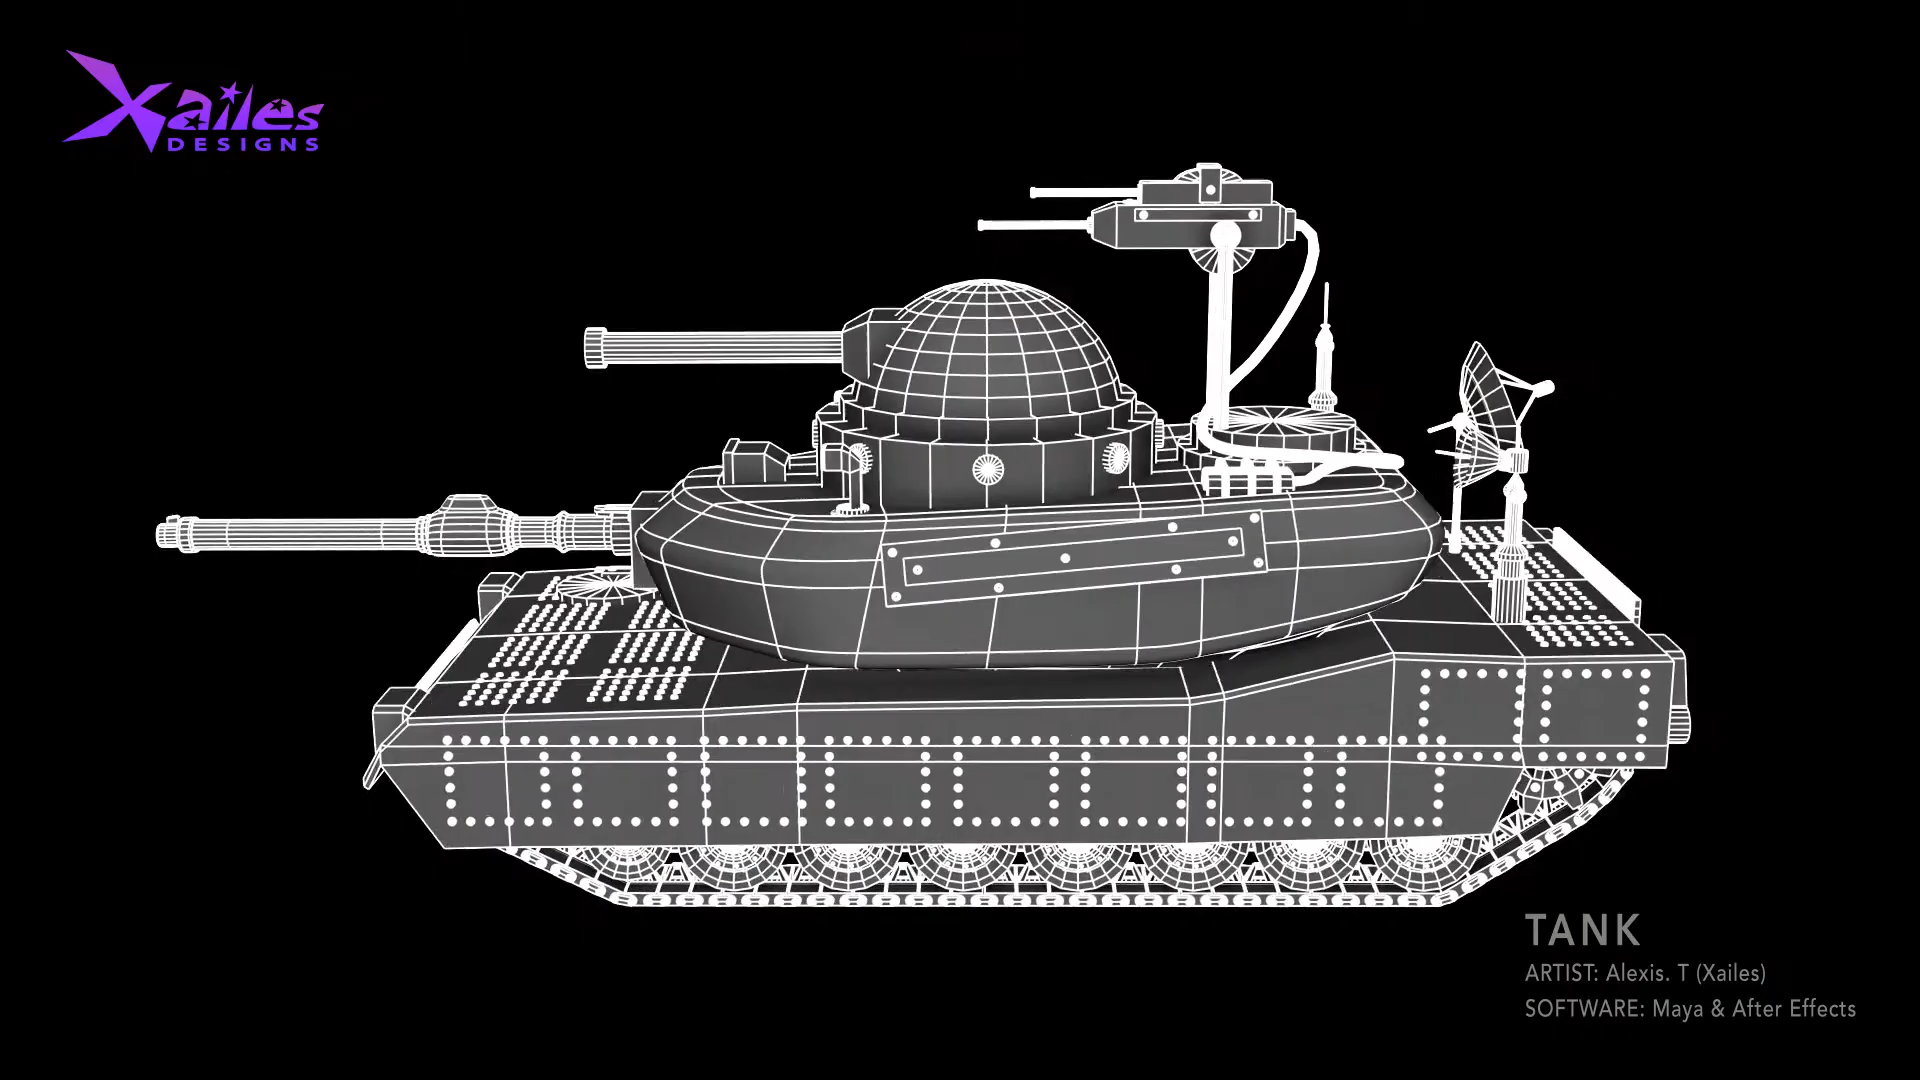 Xailes
DESIGNS
TANK
ARTIST: Alexis. T (Xailes)
SOFTWARE: Maya & After Effects